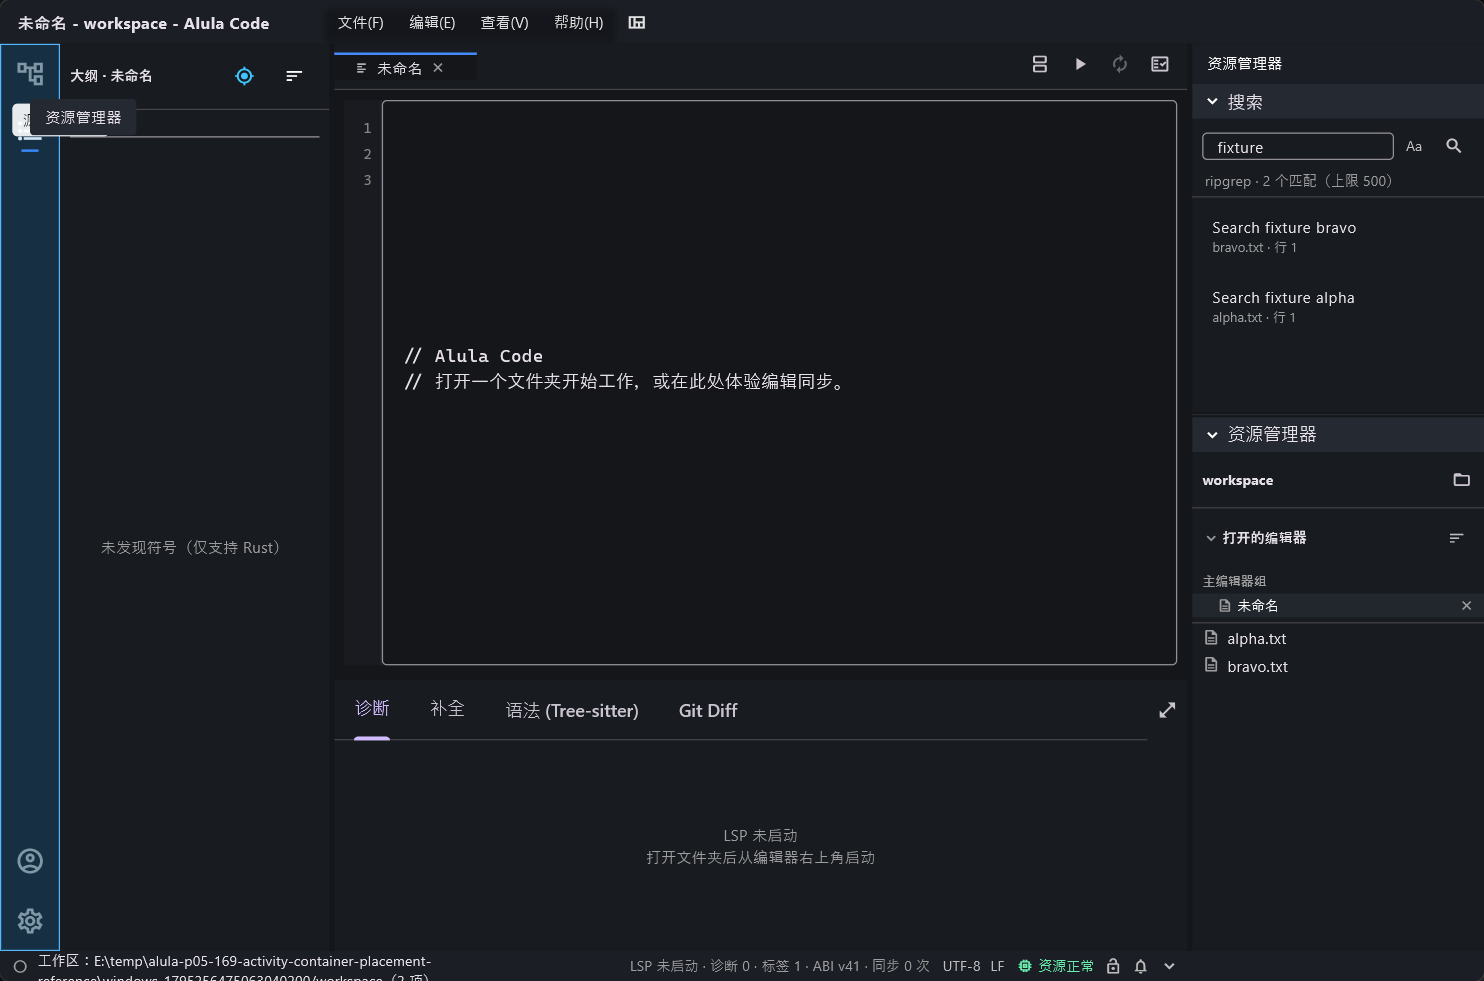 未命名 - workspace - Alula Code
文件(F) 编辑(E) 查看(V) 帮助(H)
大纲 · 未命名
资源管理器
未命名
1
2
3
// Alula Code
// 打开一个文件夹开始工作，或在此处体验编辑同步。
未发现符号（仅支持 Rust）
诊断 补全 语法 (Tree-sitter) Git Diff
LSP 未启动
打开文件夹后从编辑器右上角启动
资源管理器
搜索
fixture Aa
ripgrep · 2 个匹配（上限 500）
Search fixture bravo
bravo.txt · 行 1
Search fixture alpha
alpha.txt · 行 1
资源管理器
workspace
打开的编辑器
主编辑器组
未命名
alpha.txt
bravo.txt
工作区：E:\temp\alula-p05-169-activity-container-placement-
LSP 未启动 · 诊断 0 · 标签 1 · ABI v41 · 同步 0 次 UTF-8 LF 资源正常